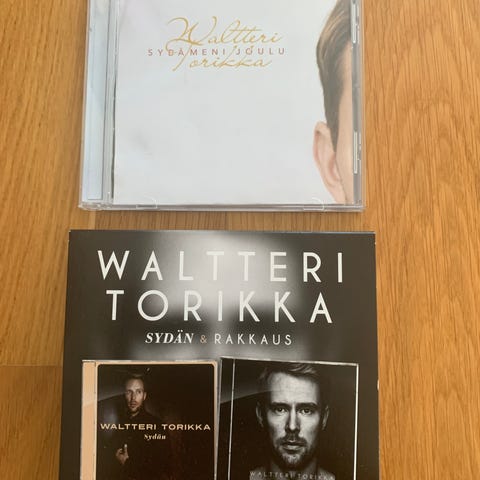 Waltteri
SYDÄMENI JOULU
Torikka
WALTTERI
TORIKKA
SYDÄN & RAKKAUS
WALTTERI TORIKKA
Sydän
WALTTERI TORIKKA